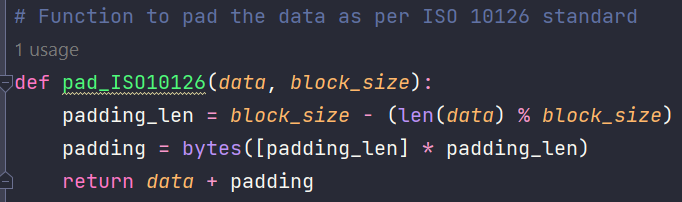 # Function to pad the data as per ISO 10126 standard
1 usage
def pad_ISO10126(data, block_size):
    padding_len = block_size - (len(data) % block_size)
    padding = bytes([padding_len] * padding_len)
    return data + padding